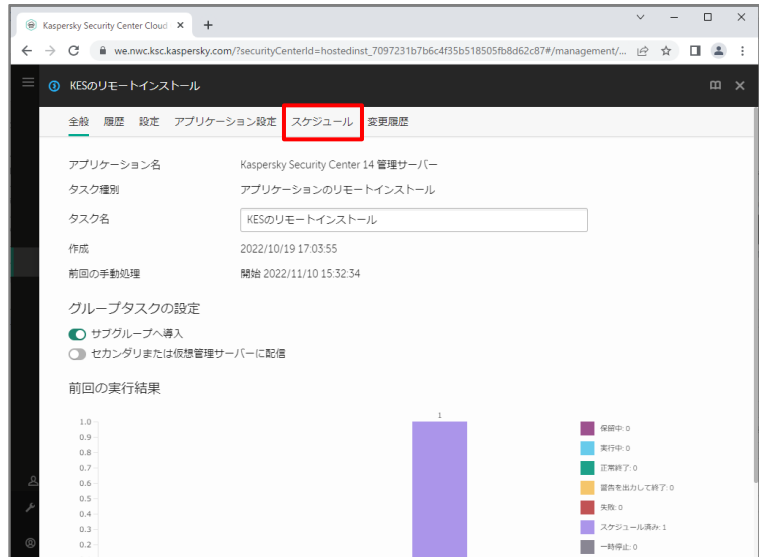 Kaspersky Security Center Cloud
we.nwc.ksc.kaspersky.com/?securityCenterId=hostedinst_7097231b7b6c4f35b518505fb8d62c87#/management/...
KESのリモートインストール
全般 履歴 設定 アプリケーション設定 スケジュール 変更履歴
アプリケーション名 Kaspersky Security Center 14 管理サーバー
タスク種別 アプリケーションのリモートインストール
タスク名 KESのリモートインストール
作成 2022/10/19 17:03:55
前回の手動処理 開始 2022/11/10 15:32:34
グループタスクの設定
サブグループへ導入
セカンダリまたは仮想管理サーバーに配信
前回の実行結果
1
1.0
0.9
0.8
0.7
0.6
0.5
0.4
0.3
0.2
保留中: 0
実行中: 0
正常終了: 0
警告を出力して終了: 0
失敗: 0
スケジュール済み: 1
一時停止: 0